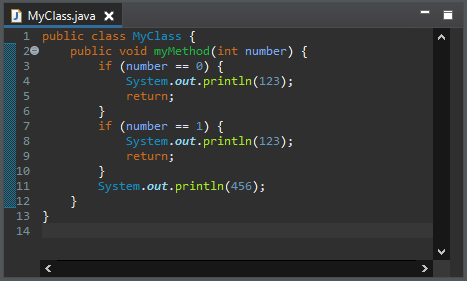 MyClass.java
1 public class MyClass {
2     public void myMethod(int number) {
3         if (number == 0) {
4             System.out.println(123);
5             return;
6         }
7         if (number == 1) {
8             System.out.println(123);
9             return;
10         }
11         System.out.println(456);
12     }
13 }
14